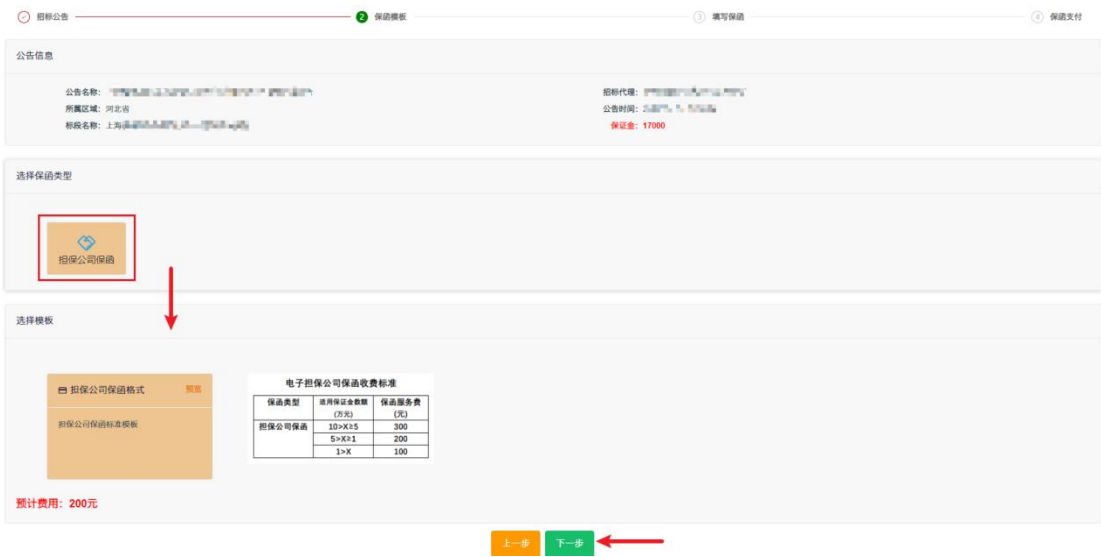 招标公告
2 保函模板
3 填写保函
4 保函支付
公告信息
公告名称：
招标代理：
所属区域：河北省
公告时间：
标段名称：上海
保证金：17000
选择保函类型
担保公司保函
选择模板
担保公司保函格式 预览
担保公司保函标准模板
电子担保公司保函收费标准
保函类型 适用保证金数额（万元） 保函服务费（元）
担保公司保函 10>X≥5 300
5>X≥1 200
1>X 100
预计费用：200元
上一步 下一步